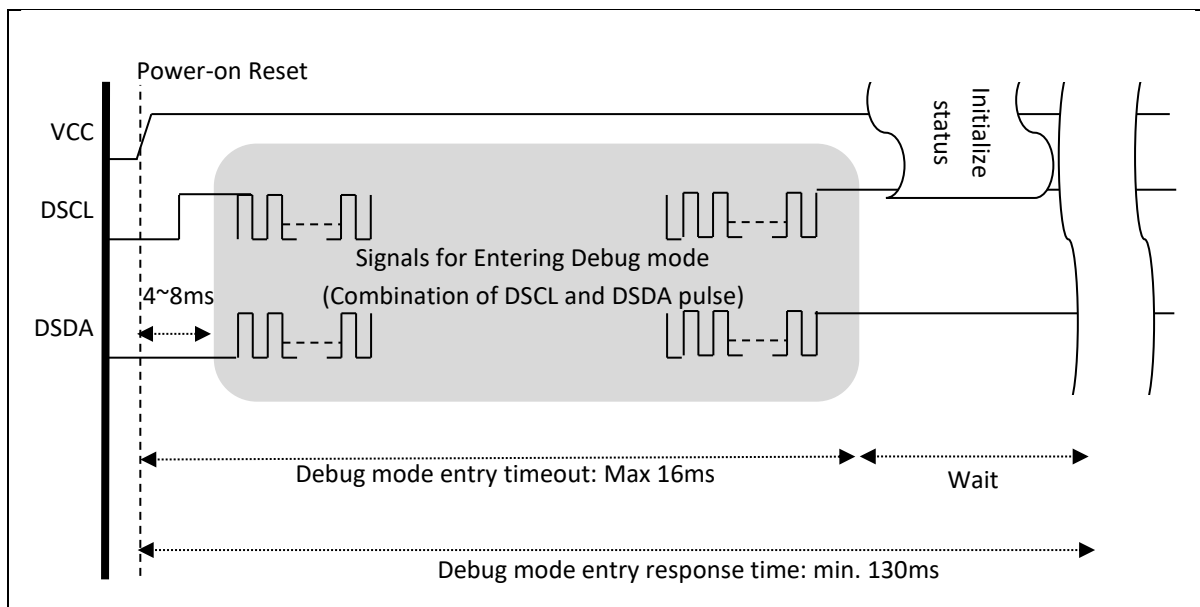 Power-on Reset
VCC
Initialize
status
DSCL
Signals for Entering Debug mode
4~8ms
(Combination of DSCL and DSDA pulse)
DSDA
Debug mode entry timeout: Max 16ms
Wait
Debug mode entry response time: min. 130ms